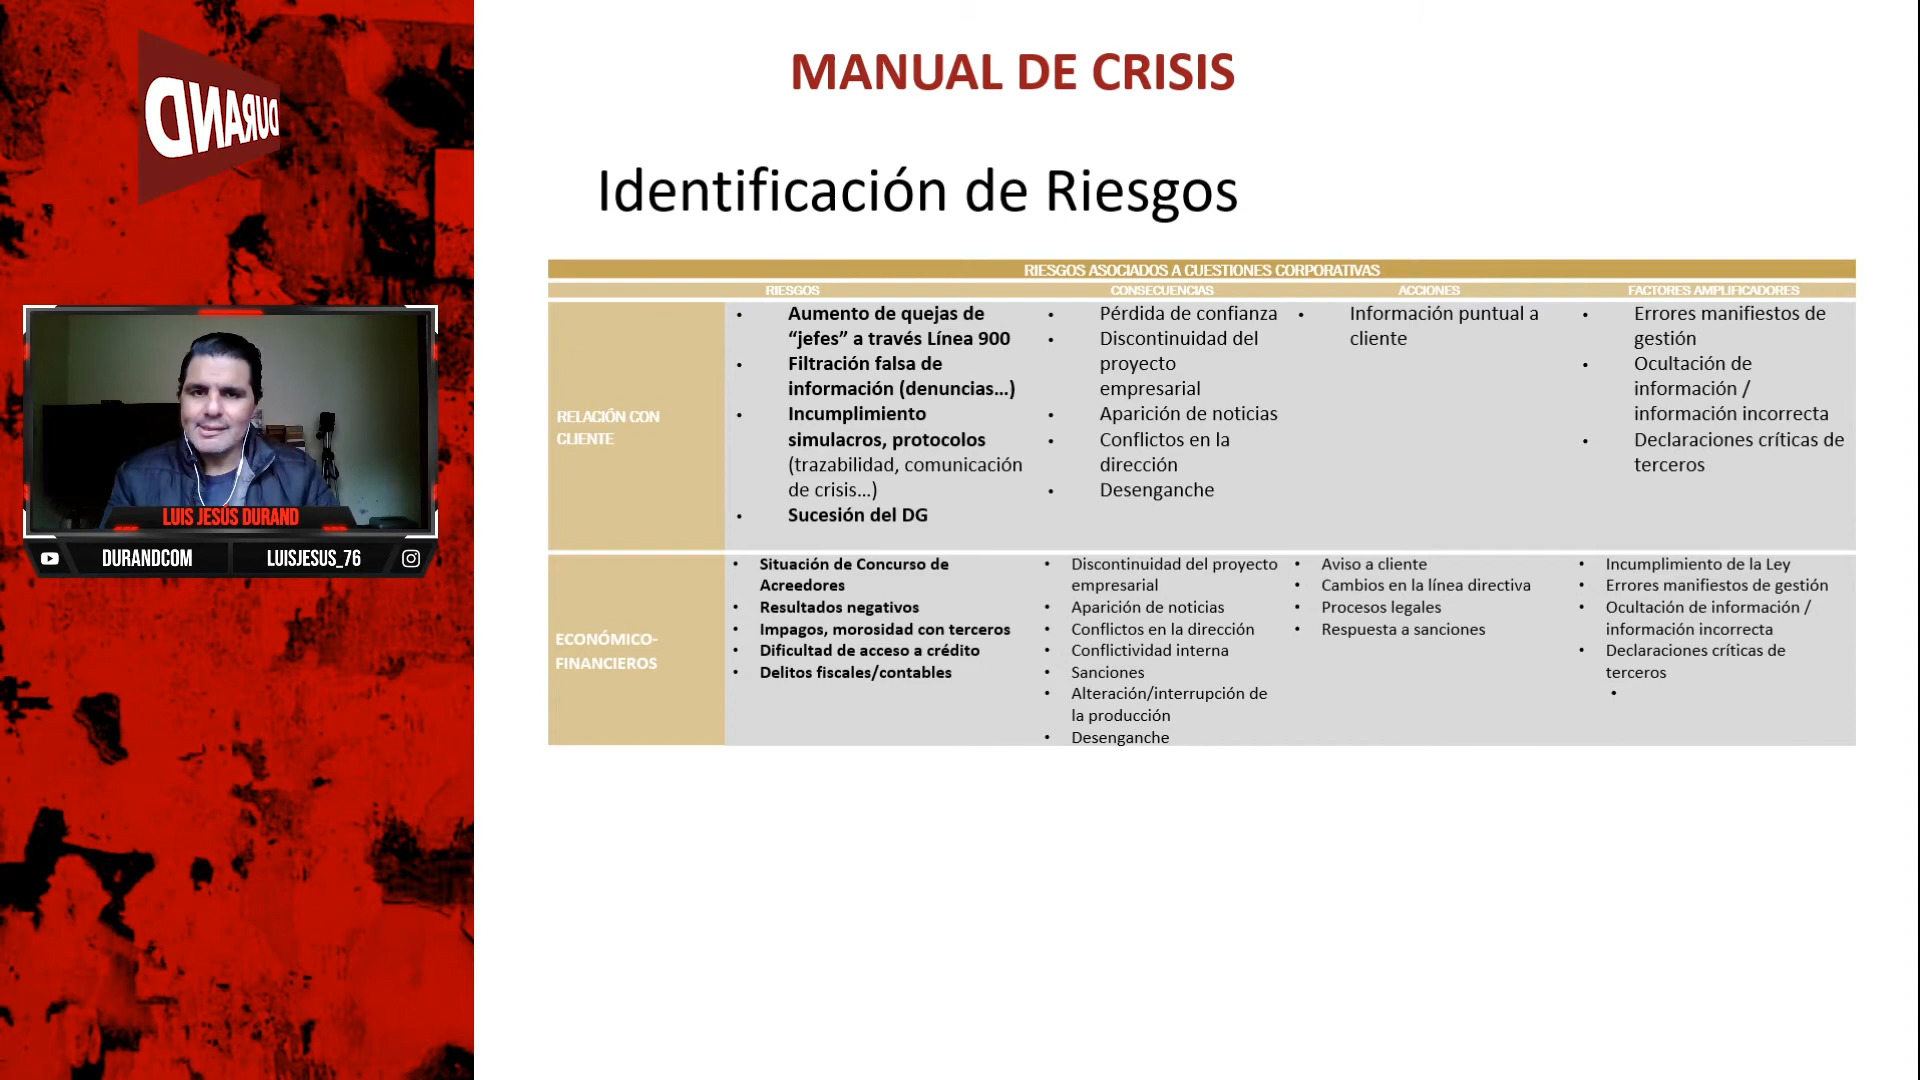 DURAND
MANUAL DE CRISIS
Identificación de Riesgos
RIESGOS ASOCIADOS A CUESTIONES CORPORATIVAS
RIESGOS
CONSECUENCIAS
ACCIONES
FACTORES AMPLIFICADORES
RELACIÓN CON
CLIENTE
• Aumento de quejas de
“jefes” a través Línea 900
• Filtración falsa de
información (denuncias...)
• Incumplimiento
simulacros, protocolos
(trazabilidad, comunicación
de crisis...)
• Sucesión del DG
• Pérdida de confianza
• Discontinuidad del
proyecto
empresarial
• Aparición de noticias
• Conflictos en la
dirección
• Desenganche
• Información puntual a
cliente
• Errores manifiestos de
gestión
• Ocultación de
información /
información incorrecta
• Declaraciones críticas de
terceros
ECONÓMICO-
FINANCIEROS
• Situación de Concurso de
Acreedores
• Resultados negativos
• Impagos, morosidad con terceros
• Dificultad de acceso a crédito
• Delitos fiscales/contables
• Discontinuidad del proyecto
empresarial
• Aparición de noticias
• Conflictos en la dirección
• Conflictividad interna
• Sanciones
• Alteración/interrupción de
la producción
• Desenganche
• Aviso a cliente
• Cambios en la línea directiva
• Procesos legales
• Respuesta a sanciones
• Incumplimiento de la Ley
• Errores manifiestos de gestión
• Ocultación de información /
información incorrecta
• Declaraciones críticas de
terceros
•
LUIS JESÚS DURAND
DURANDCOM
LUISJESUS_76